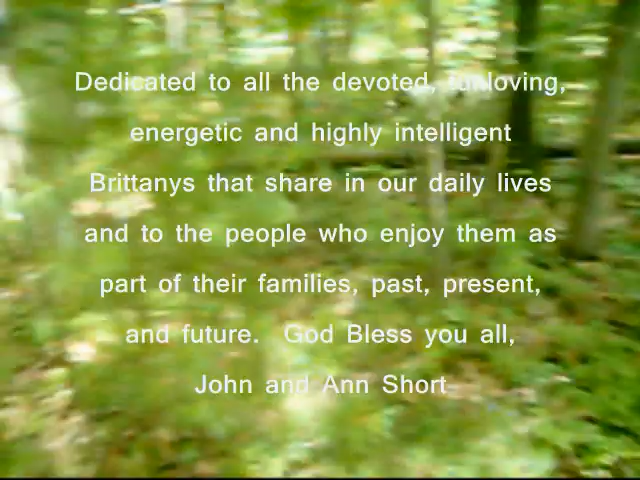 Dedicated to all the devoted, funloving,
energetic and highly intelligent
Brittanys that share in our daily lives
and to the people who enjoy them as
part of their families, past, present,
and future. God Bless you all,
John and Ann Short